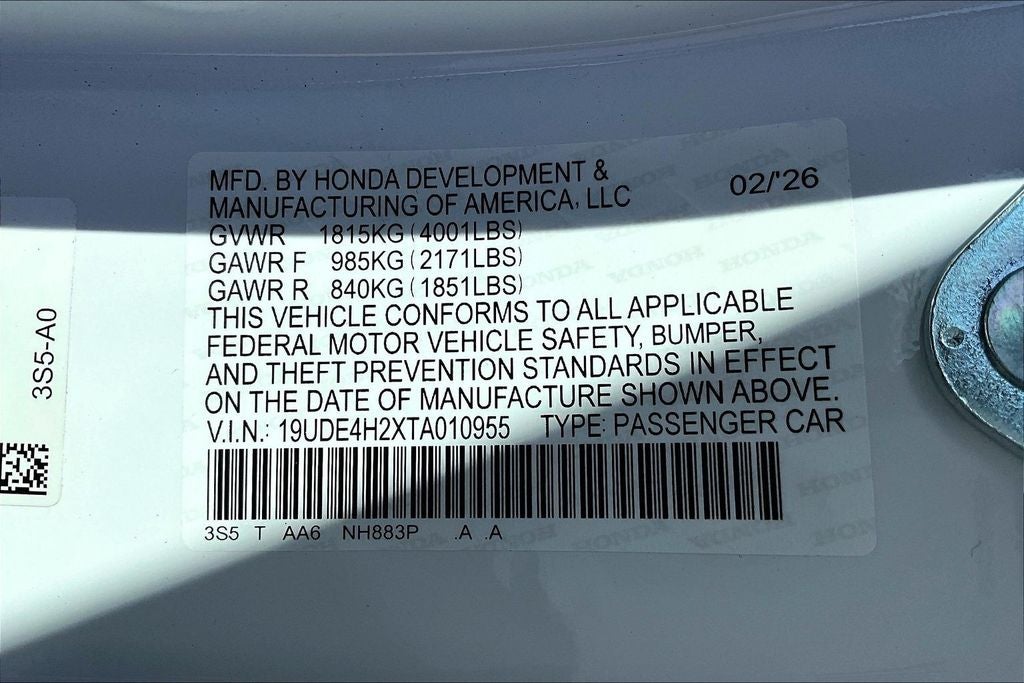 MFD. BY HONDA DEVELOPMENT &
MANUFACTURING OF AMERICA, LLC
02/'26
GVWR 1815KG (4001LBS)
GAWR F 985KG (2171LBS)
GAWR R 840KG (1851LBS)
THIS VEHICLE CONFORMS TO ALL APPLICABLE
FEDERAL MOTOR VEHICLE SAFETY, BUMPER,
AND THEFT PREVENTION STANDARDS IN EFFECT
ON THE DATE OF MANUFACTURE SHOWN ABOVE.
V.I.N.: 19UDE4H2XTA010955 TYPE: PASSENGER CAR
3S5 T AA6 NH883P .A .A
3S5-A0
HONDA